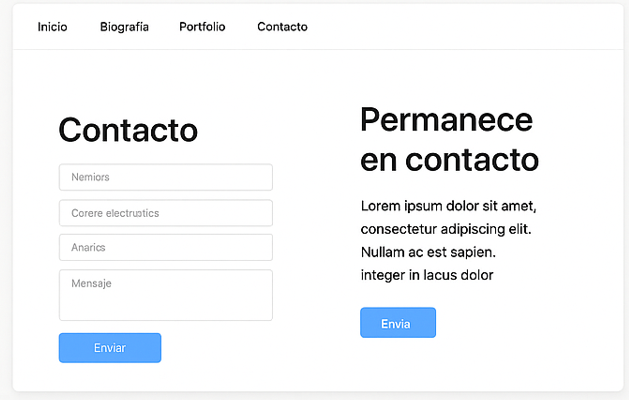 Inicio Biografía Portfolio Contacto
Contacto
Nemiors
Corere electrustics
Anarics
Mensaje
Enviar
Permanece
en contacto
Lorem ipsum dolor sit amet,
consectetur adipiscing elit.
Nullam ac est sapien.
integer in lacus dolor
Envia